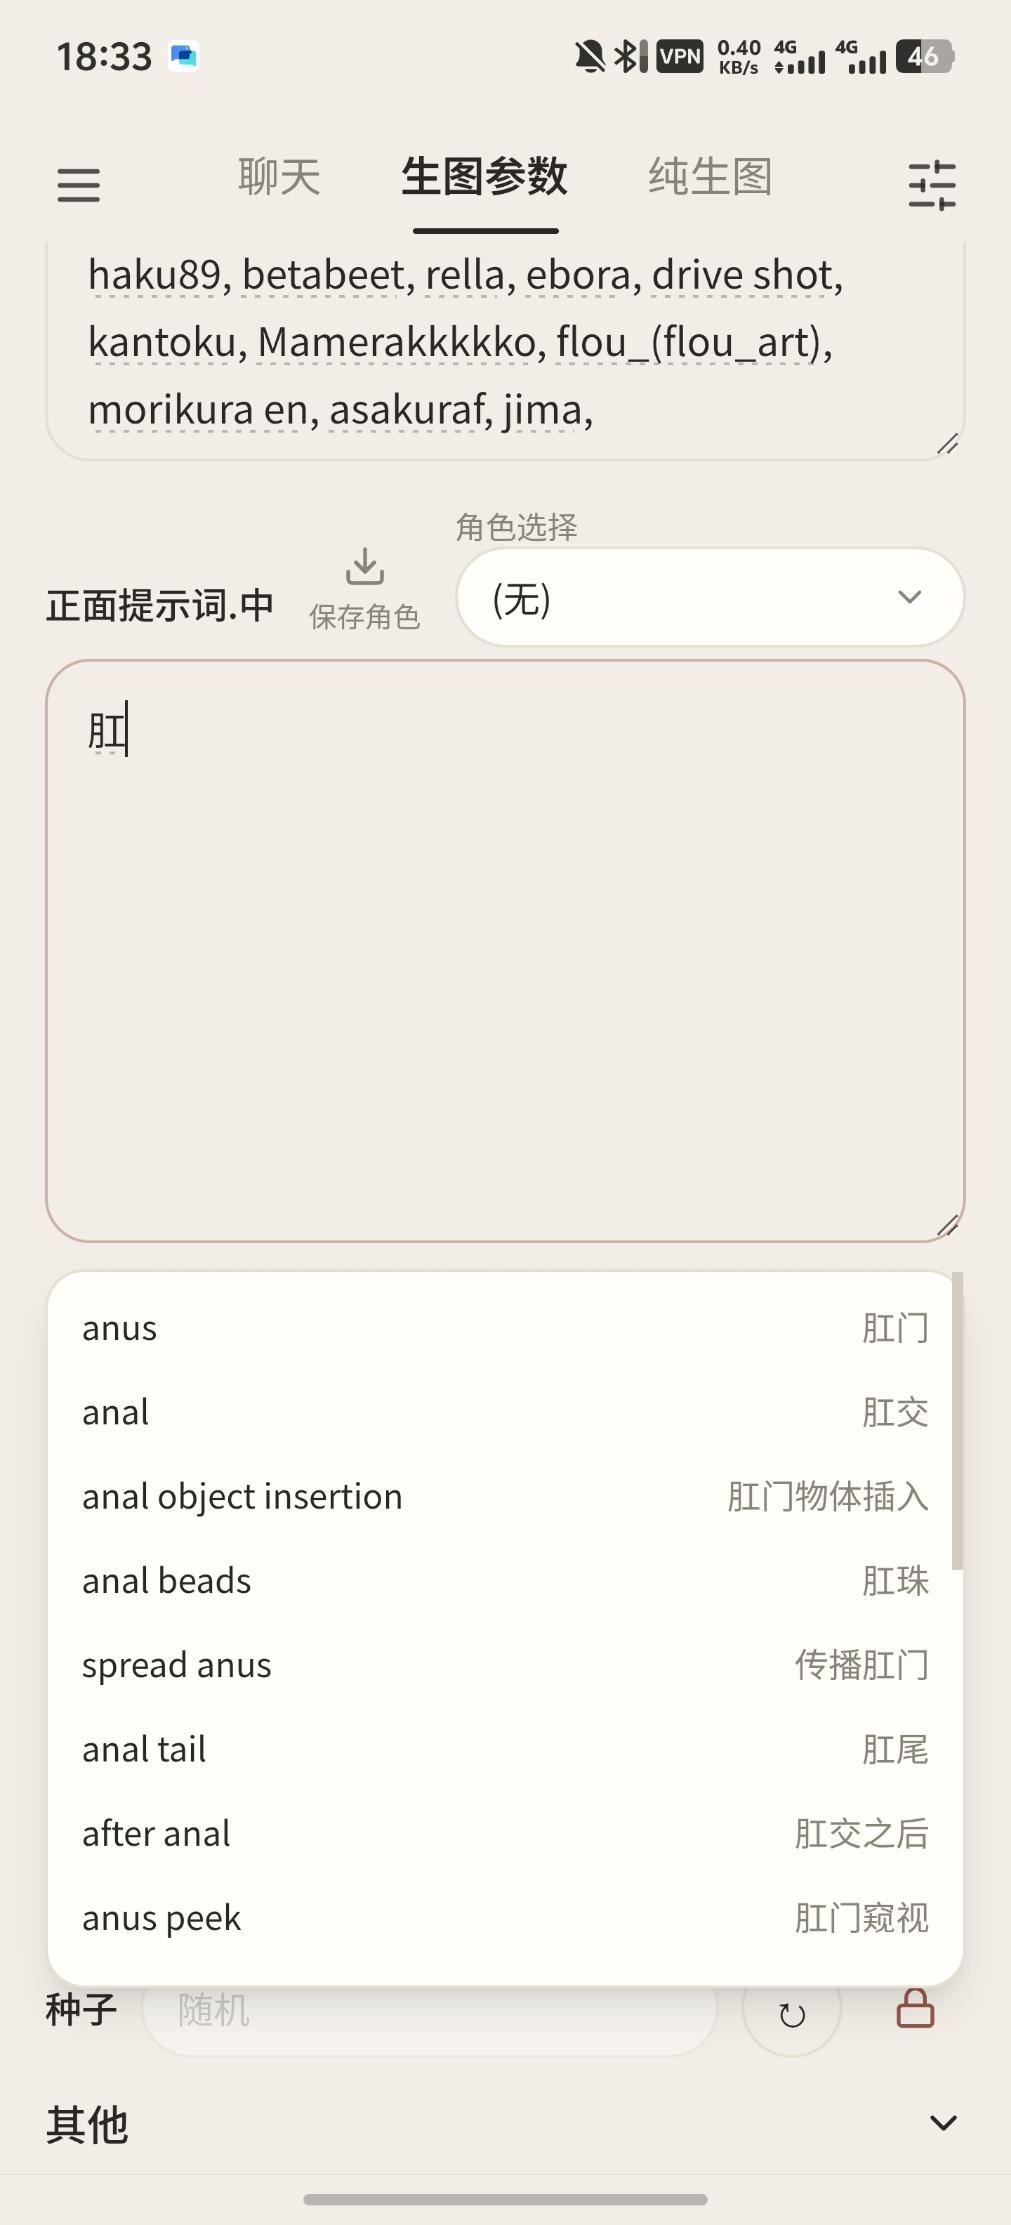 18:33
VPN
0.40
KB/s
4G
4G
46
聊天
生图参数
纯生图
haku89, betabeet, rella, ebora, drive shot,
kantoku, Mamerakkkkko, flou_(flou_art),
morikura en, asakuraf, jima,
角色选择
正面提示词.中
保存角色
(无)
肛
anus 肛门
anal 肛交
anal object insertion 肛门物体插入
anal beads 肛珠
spread anus 传播肛门
anal tail 肛尾
after anal 肛交之后
anus peek 肛门窥视
种子
随机
其他